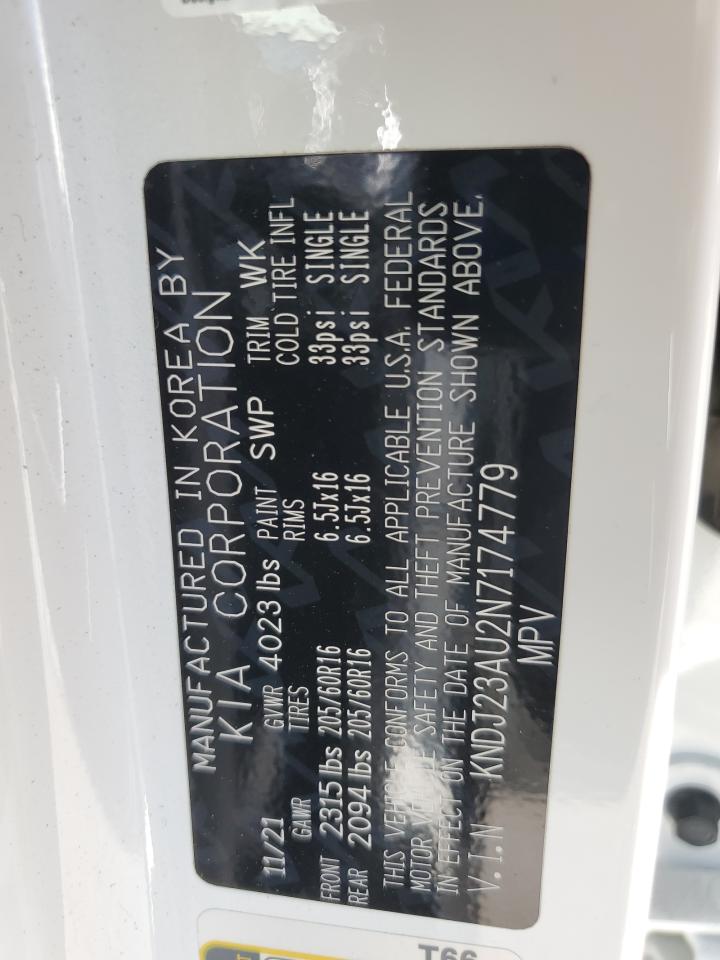 MANUFACTURED IN KOREA BY
KIA CORPORATION
11/21 GVWR 4023 lbs PAINT SWP TRIM WK
GAWR TIRES RIMS COLD TIRE INFL
FRONT 2315 lbs 205/60R16 6.5Jx16 33psi SINGLE
REAR 2094 lbs 205/60R16 6.5Jx16 33psi SINGLE
THIS VEHICLE CONFORMS TO ALL APPLICABLE U.S.A. FEDERAL
MOTOR VEHICLE SAFETY AND THEFT PREVENTION STANDARDS
IN EFFECT ON THE DATE OF MANUFACTURE SHOWN ABOVE.
V.I.N KNDJ23AU2N7174779
MPV
T66